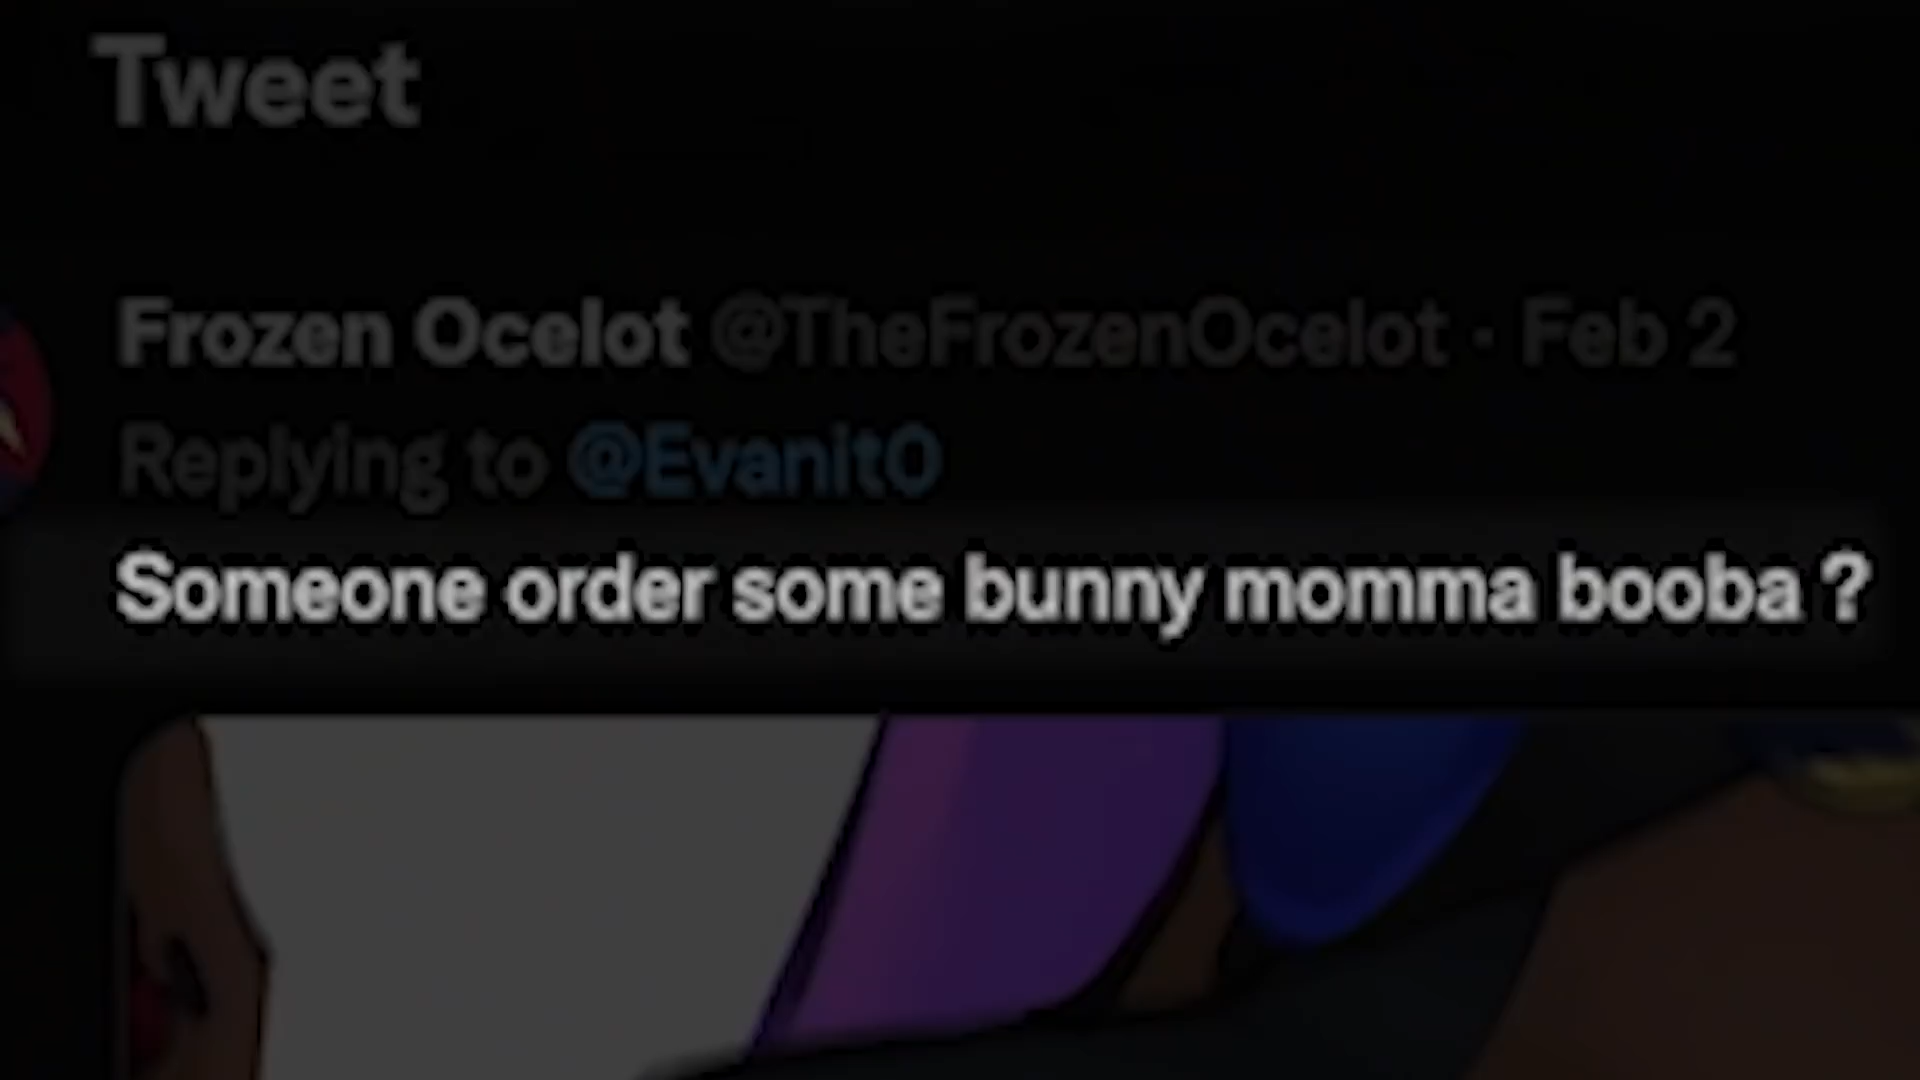 Tweet
Frozen Ocelot @TheFrozenOcelot · Feb 2
Replying to @Evanit0
Someone order some bunny momma booba ?